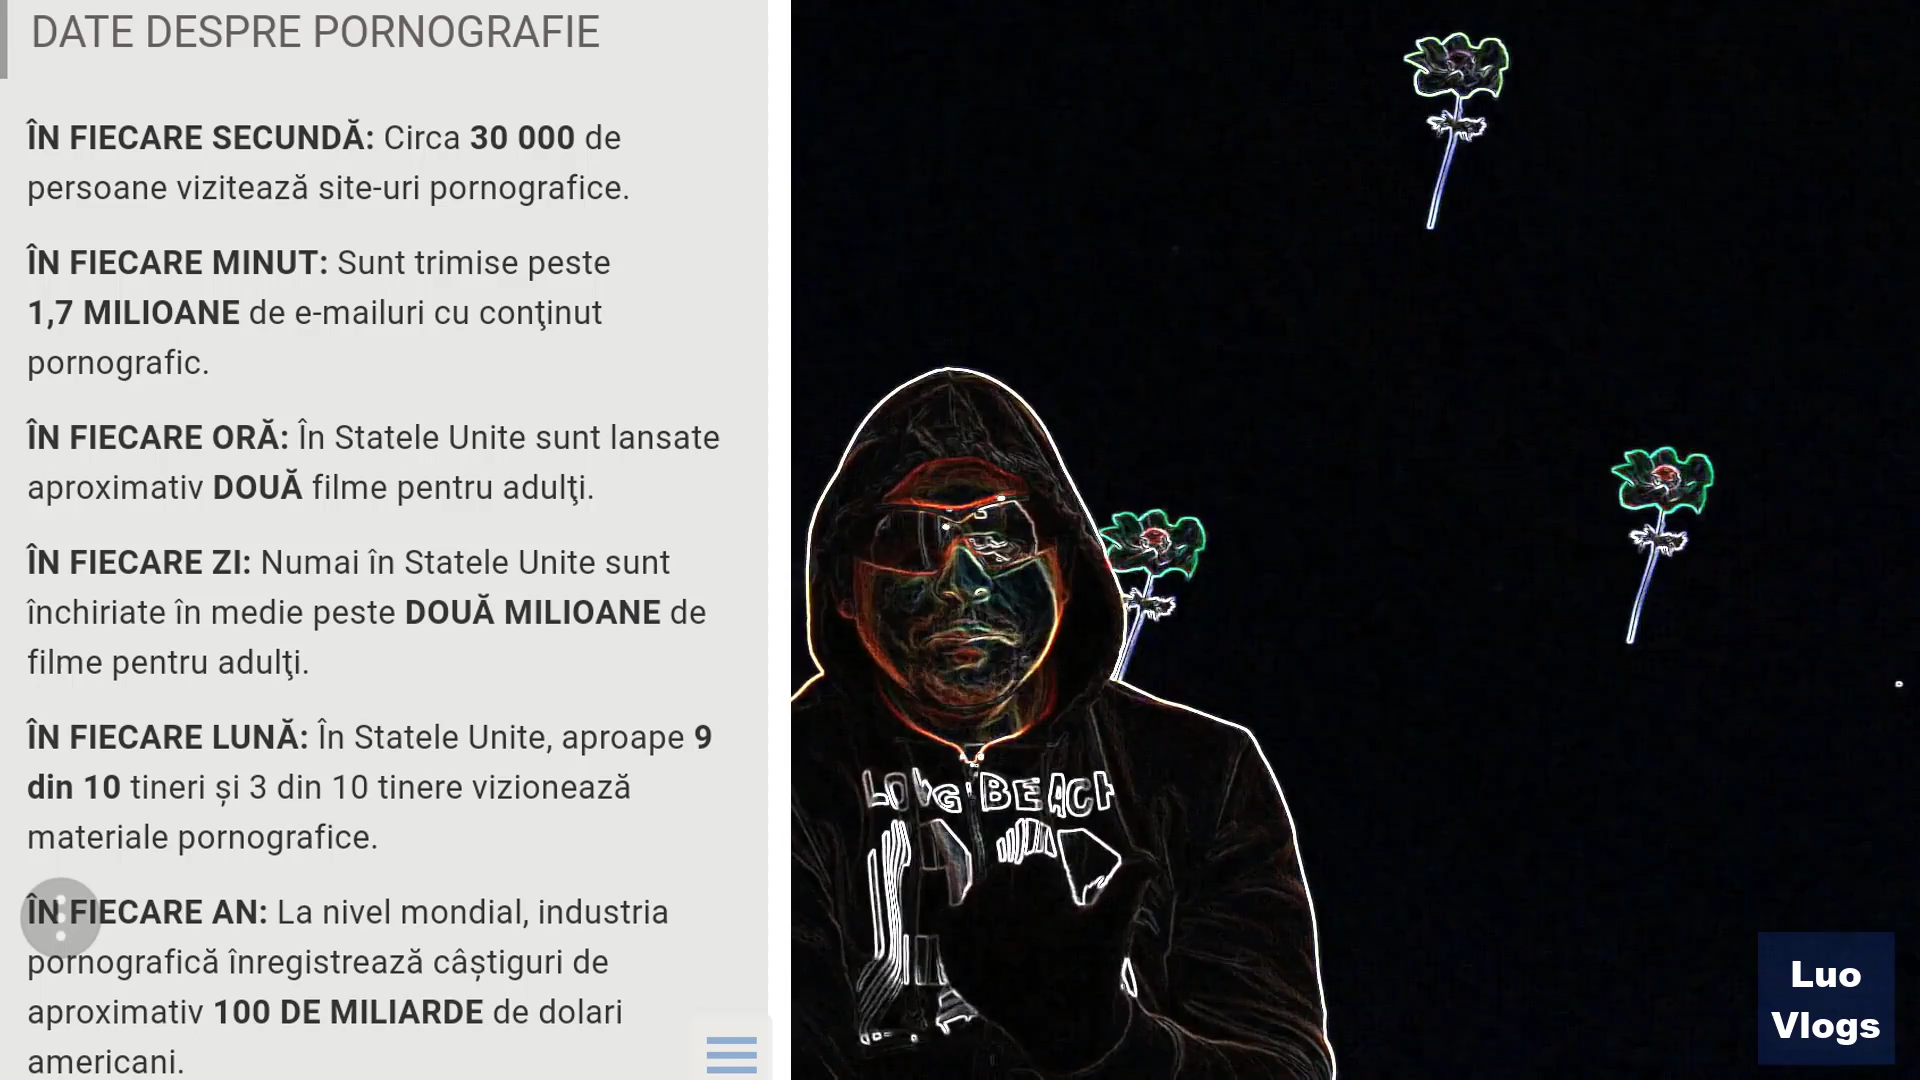 DATE DESPRE PORNOGRAFIE
ÎN FIECARE SECUNDĂ: Circa 30 000 de
persoane vizitează site-uri pornografice.
ÎN FIECARE MINUT: Sunt trimise peste
1,7 MILIOANE de e-mailuri cu conţinut
pornografic.
ÎN FIECARE ORĂ: În Statele Unite sunt lansate
aproximativ DOUĂ filme pentru adulţi.
ÎN FIECARE ZI: Numai în Statele Unite sunt
închiriate în medie peste DOUĂ MILIOANE de
filme pentru adulţi.
ÎN FIECARE LUNĂ: În Statele Unite, aproape 9
din 10 tineri și 3 din 10 tinere vizionează
materiale pornografice.
ÎN FIECARE AN: La nivel mondial, industria
pornografică înregistrează câștiguri de
aproximativ 100 DE MILIARDE de dolari
americani.
LONG BEACH
Luo
Vlogs